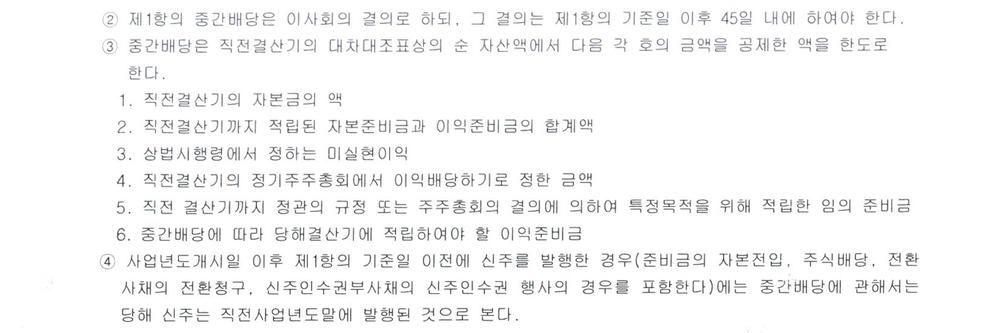 ② 제1항의 중간배당은 이사회의 결의로 하되, 그 결의는 제1항의 기준일 이후 45일 내에 하여야 한다.
③ 중간배당은 직전결산기의 대차대조표상의 순 자산액에서 다음 각 호의 금액을 공제한 액을 한도로
한다.
1. 직전결산기의 자본금의 액
2. 직전결산기까지 적립된 자본준비금과 이익준비금의 합계액
3. 상법시행령에서 정하는 미실현이익
4. 직전결산기의 정기주주총회에서 이익배당하기로 정한 금액
5. 직전 결산기까지 정관의 규정 또는 주주총회의 결의에 의하여 특정목적을 위해 적립한 임의 준비금
6. 중간배당에 따라 당해결산기에 적립하여야 할 이익준비금
④ 사업년도개시일 이후 제1항의 기준일 이전에 신주를 발행한 경우(준비금의 자본전입, 주식배당, 전환
사채의 전환청구, 신주인수권부사채의 신주인수권 행사의 경우를 포함한다)에는 중간배당에 관해서는
당해 신주는 직전사업년도말에 발행된 것으로 본다.